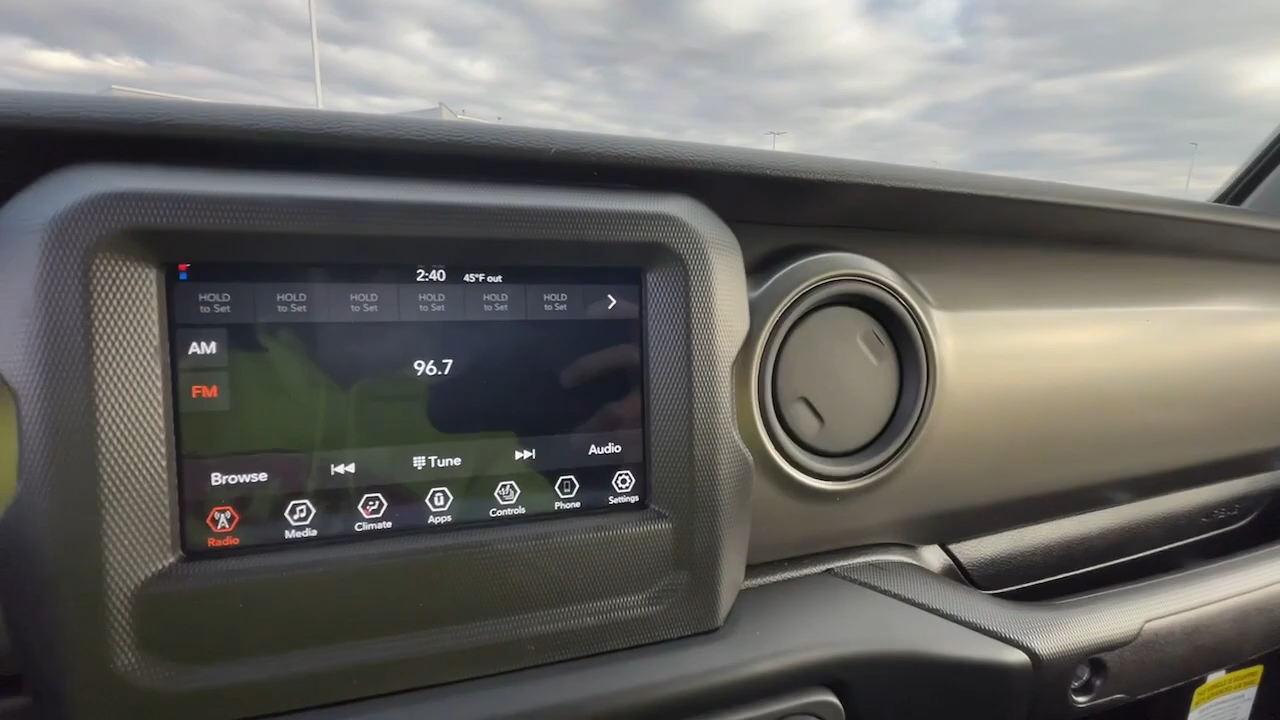 2:40 45°F out
HOLD HOLD HOLD HOLD HOLD HOLD
to Set to Set to Set to Set to Set to Set
AM
96.7
FM
Browse Tune Audio
Radio Media Climate Apps Controls Phone Settings